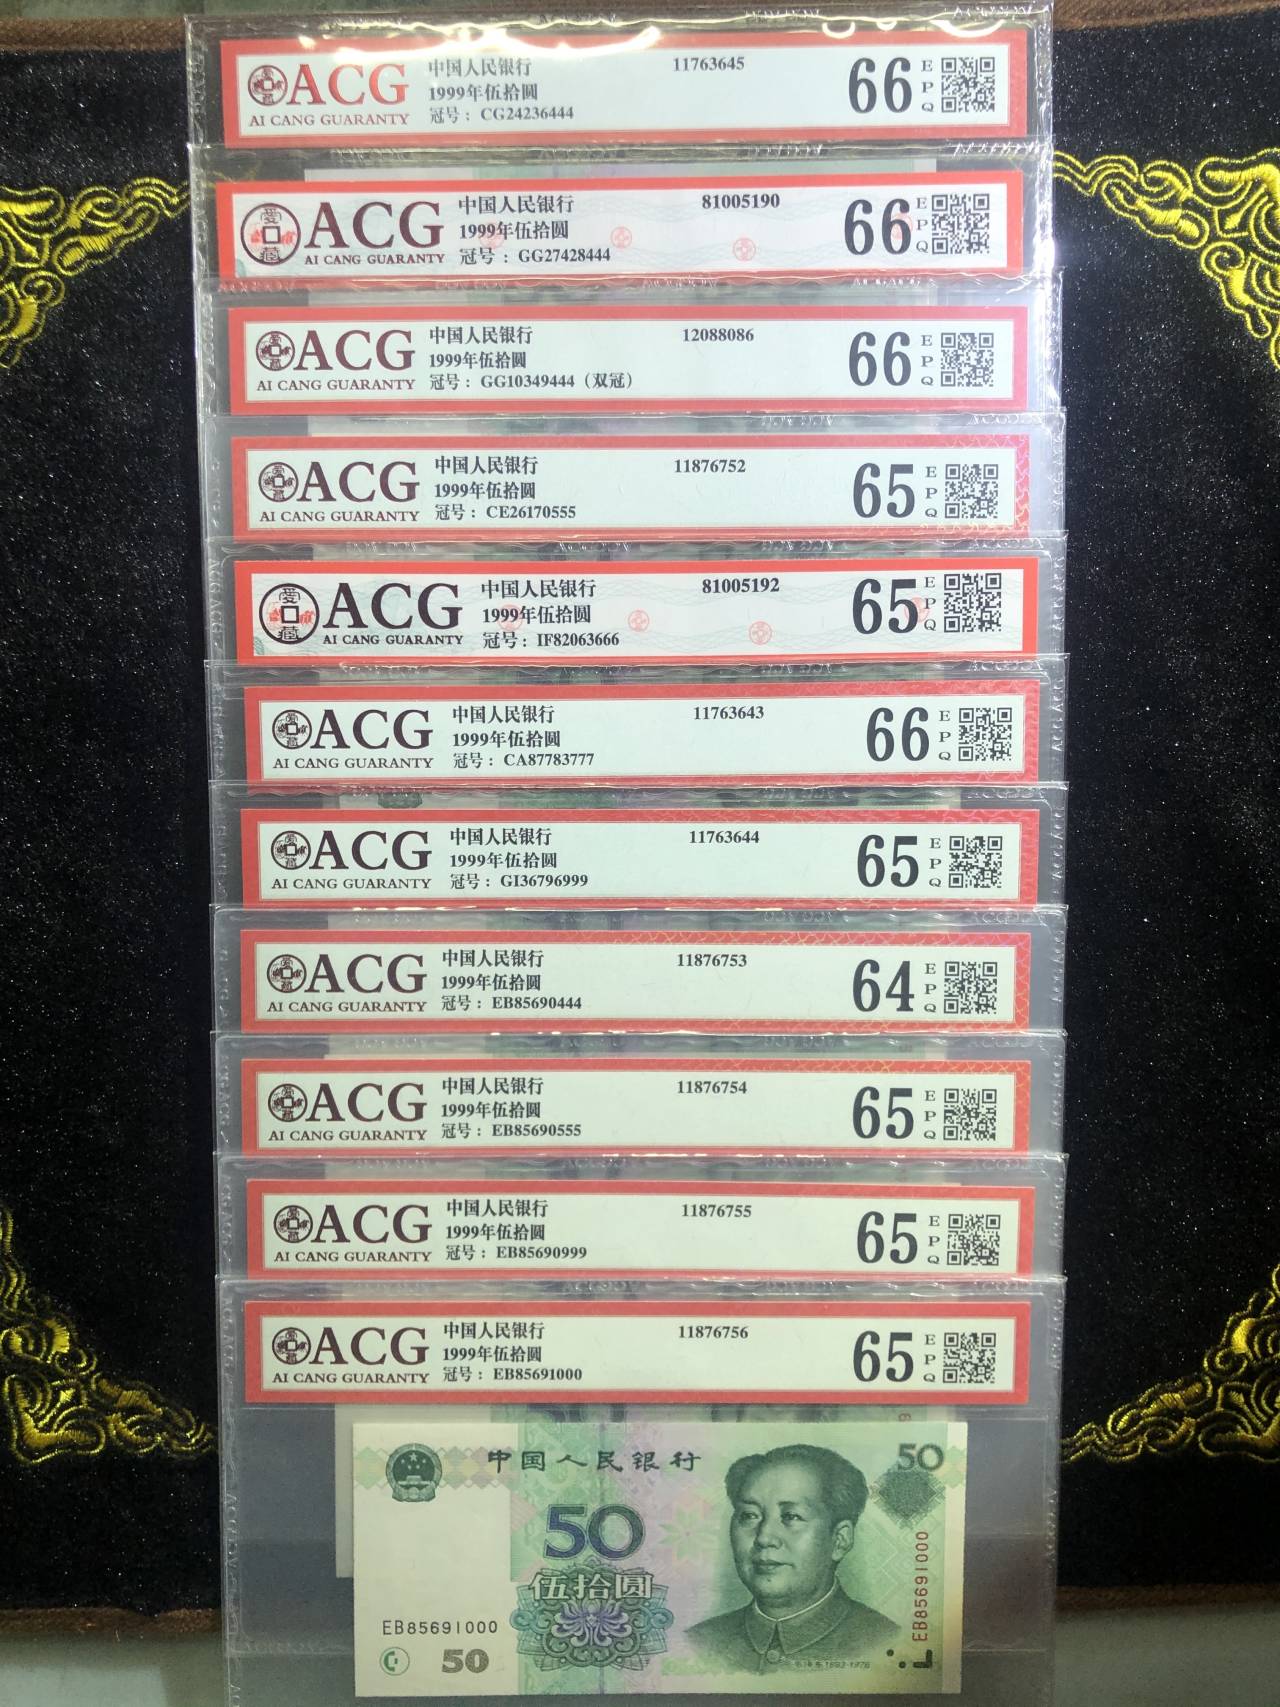 ACG
AI CANG GUARANTY
中国人民银行
1999年伍拾圆
冠号：CG24236444
11763645
66
EPQ
愛藏
ACG
AI CANG GUARANTY
中国人民银行
1999年伍拾圆
冠号：GG27428444
81005190
66
EPQ
ACG
AI CANG GUARANTY
中国人民银行
1999年伍拾圆
冠号：GG10349444（双冠）
12088086
66
EPQ
ACG
AI CANG GUARANTY
中国人民银行
1999年伍拾圆
冠号：CE26170555
11876752
65
EPQ
愛藏
ACG
AI CANG GUARANTY
中国人民银行
1999年伍拾圆
冠号：IF82063666
81005192
65
EPQ
ACG
AI CANG GUARANTY
中国人民银行
1999年伍拾圆
冠号：CA87783777
11763643
66
EPQ
ACG
AI CANG GUARANTY
中国人民银行
1999年伍拾圆
冠号：GI36796999
11763644
65
EPQ
ACG
AI CANG GUARANTY
中国人民银行
1999年伍拾圆
冠号：EB85690444
11876753
64
EPQ
ACG
AI CANG GUARANTY
中国人民银行
1999年伍拾圆
冠号：EB85690555
11876754
65
EPQ
ACG
AI CANG GUARANTY
中国人民银行
1999年伍拾圆
冠号：EB85690999
11876755
65
EPQ
ACG
AI CANG GUARANTY
中国人民银行
1999年伍拾圆
冠号：EB85691000
11876756
65
EPQ
中国人民银行
50
50
伍拾圆
EB85691000
EB85691000
50
毛泽东1893-1976